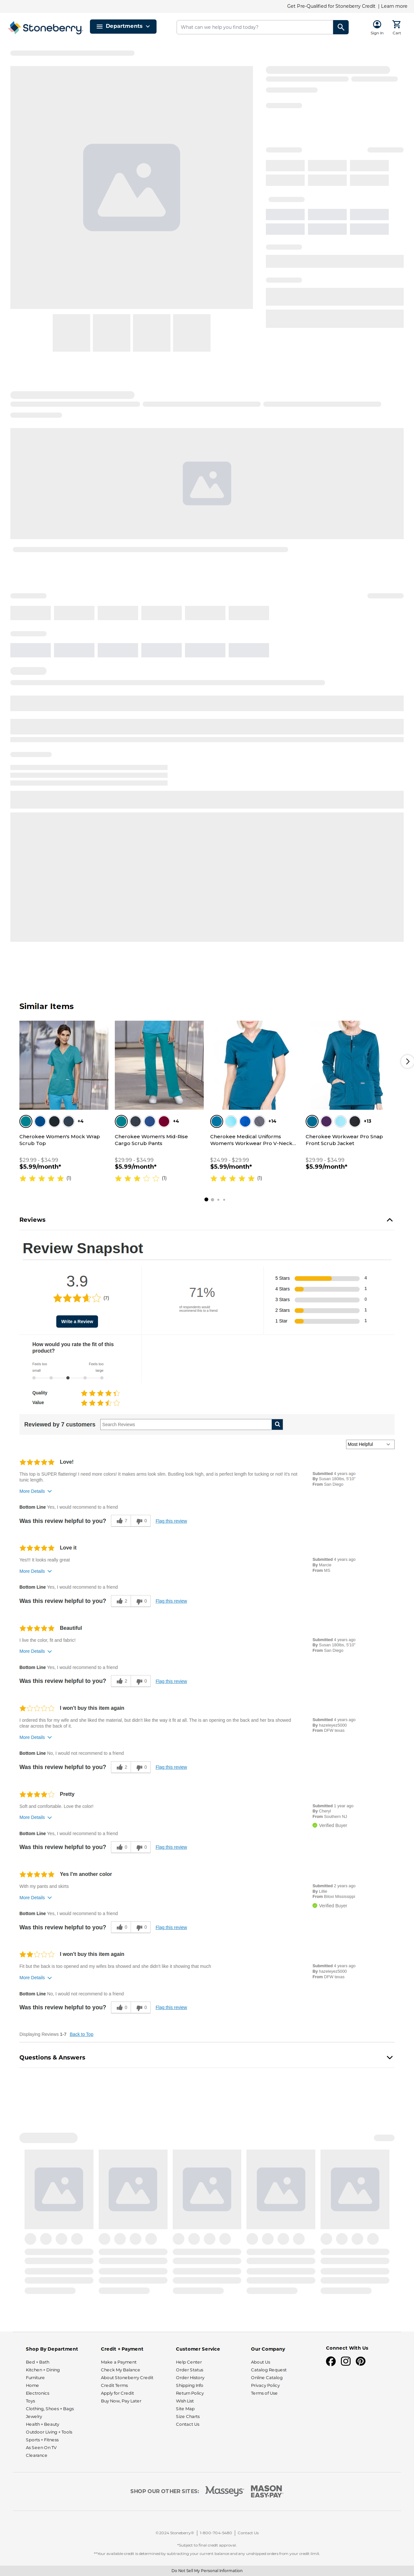 Get Pre-Qualified for Stoneberry Credit | Learn more
Stoneberry
Departments
What can we help you find today?
Sign In
Cart
Similar Items
+4
+4
+14
+13
Cherokee Women's Mock Wrap Scrub Top
$29.99 - $34.99
$5.99/month*
(1)
Cherokee Women's Mid-Rise Cargo Scrub Pants
$29.99 - $34.99
$5.99/month*
(1)
Cherokee Medical Uniforms Women's Workwear Pro V-Neck...
$24.99 - $29.99
$5.99/month*
(1)
Cherokee Workwear Pro Snap Front Scrub Jacket
$29.99 - $34.99
$5.99/month*
Reviews
Review Snapshot
3.9
(7)
Write a Review
71%
of respondents would recommend this to a friend
5 Stars 4
4 Stars 1
3 Stars 0
2 Stars 1
1 Star 1
How would you rate the fit of this product?
Feels too small
Feels too large
Quality
Value
Reviewed by 7 customers
Search Reviews
Most Helpful
Love!
This top is SUPER flattering! I need more colors! It makes arms look slim. Bustling look high, and is perfect length for tucking or not! It's not tunic length
More Details
Submitted 4 years ago
By Susan 160lbs, 5'10"
From San Diego
Bottom Line Yes, I would recommend to a friend
Was this review helpful to you? 7 0 Flag this review
Love it
Yes!!! It looks really great
More Details
Submitted 4 years ago
By Marcie
From MS
Bottom Line Yes, I would recommend to a friend
Was this review helpful to you? 2 0 Flag this review
Beautiful
I live the color, fit and fabric!
More Details
Submitted 4 years ago
By Susan 160lbs, 5'10"
From San Diego
Bottom Line Yes, I would recommend to a friend
Was this review helpful to you? 2 0 Flag this review
I won't buy this item again
I ordered this for my wife and she liked the material, but didn't like the way it fit at all. The is an opening on the back and her bra showed clear across the back of it.
More Details
Submitted 4 years ago
By hazeleyez5000
From DFW texas
Bottom Line No, I would not recommend to a friend
Was this review helpful to you? 2 0 Flag this review
Pretty
Soft and comfortable. Love the color!
More Details
Submitted 1 year ago
By Cheryl
From Southern NJ
Verified Buyer
Bottom Line Yes, I would recommend to a friend
Was this review helpful to you? 0 0 Flag this review
Yes I'm another color
With my pants and skirts
More Details
Submitted 2 years ago
By Lillie
From Biloxi Mississippi
Verified Buyer
Bottom Line Yes, I would recommend to a friend
Was this review helpful to you? 0 0 Flag this review
I won't buy this item again
Fit but the back is too opened and my wifes bra showed and she didn't like it showing that much
More Details
Submitted 4 years ago
By hazeleyez5000
From DFW texas
Bottom Line No, I would not recommend to a friend
Was this review helpful to you? 0 0 Flag this review
Displaying Reviews 1-7 Back to Top
Questions & Answers
Shop By Department
Bed + Bath
Kitchen + Dining
Furniture
Home
Electronics
Toys
Clothing, Shoes + Bags
Jewelry
Health + Beauty
Outdoor Living + Tools
Sports + Fitness
As Seen On TV
Clearance
Credit + Payment
Make a Payment
Check My Balance
About Stoneberry Credit
Credit Terms
Apply for Credit
Buy Now, Pay Later
Customer Service
Help Center
Order Status
Order History
Shipping Info
Return Policy
Wish List
Site Map
Size Charts
Contact Us
Our Company
About Us
Catalog Request
Online Catalog
Privacy Policy
Terms of Use
Connect With Us
SHOP OUR OTHER SITES: Masseys MASON EASY-PAY
©2024 Stoneberry® | 1-800-704-5480 | Contact Us
*Subject to final credit approval.
**Your available credit is determined by subtracting your current balance and any unshipped orders from your credit limit.
Do Not Sell My Personal Information